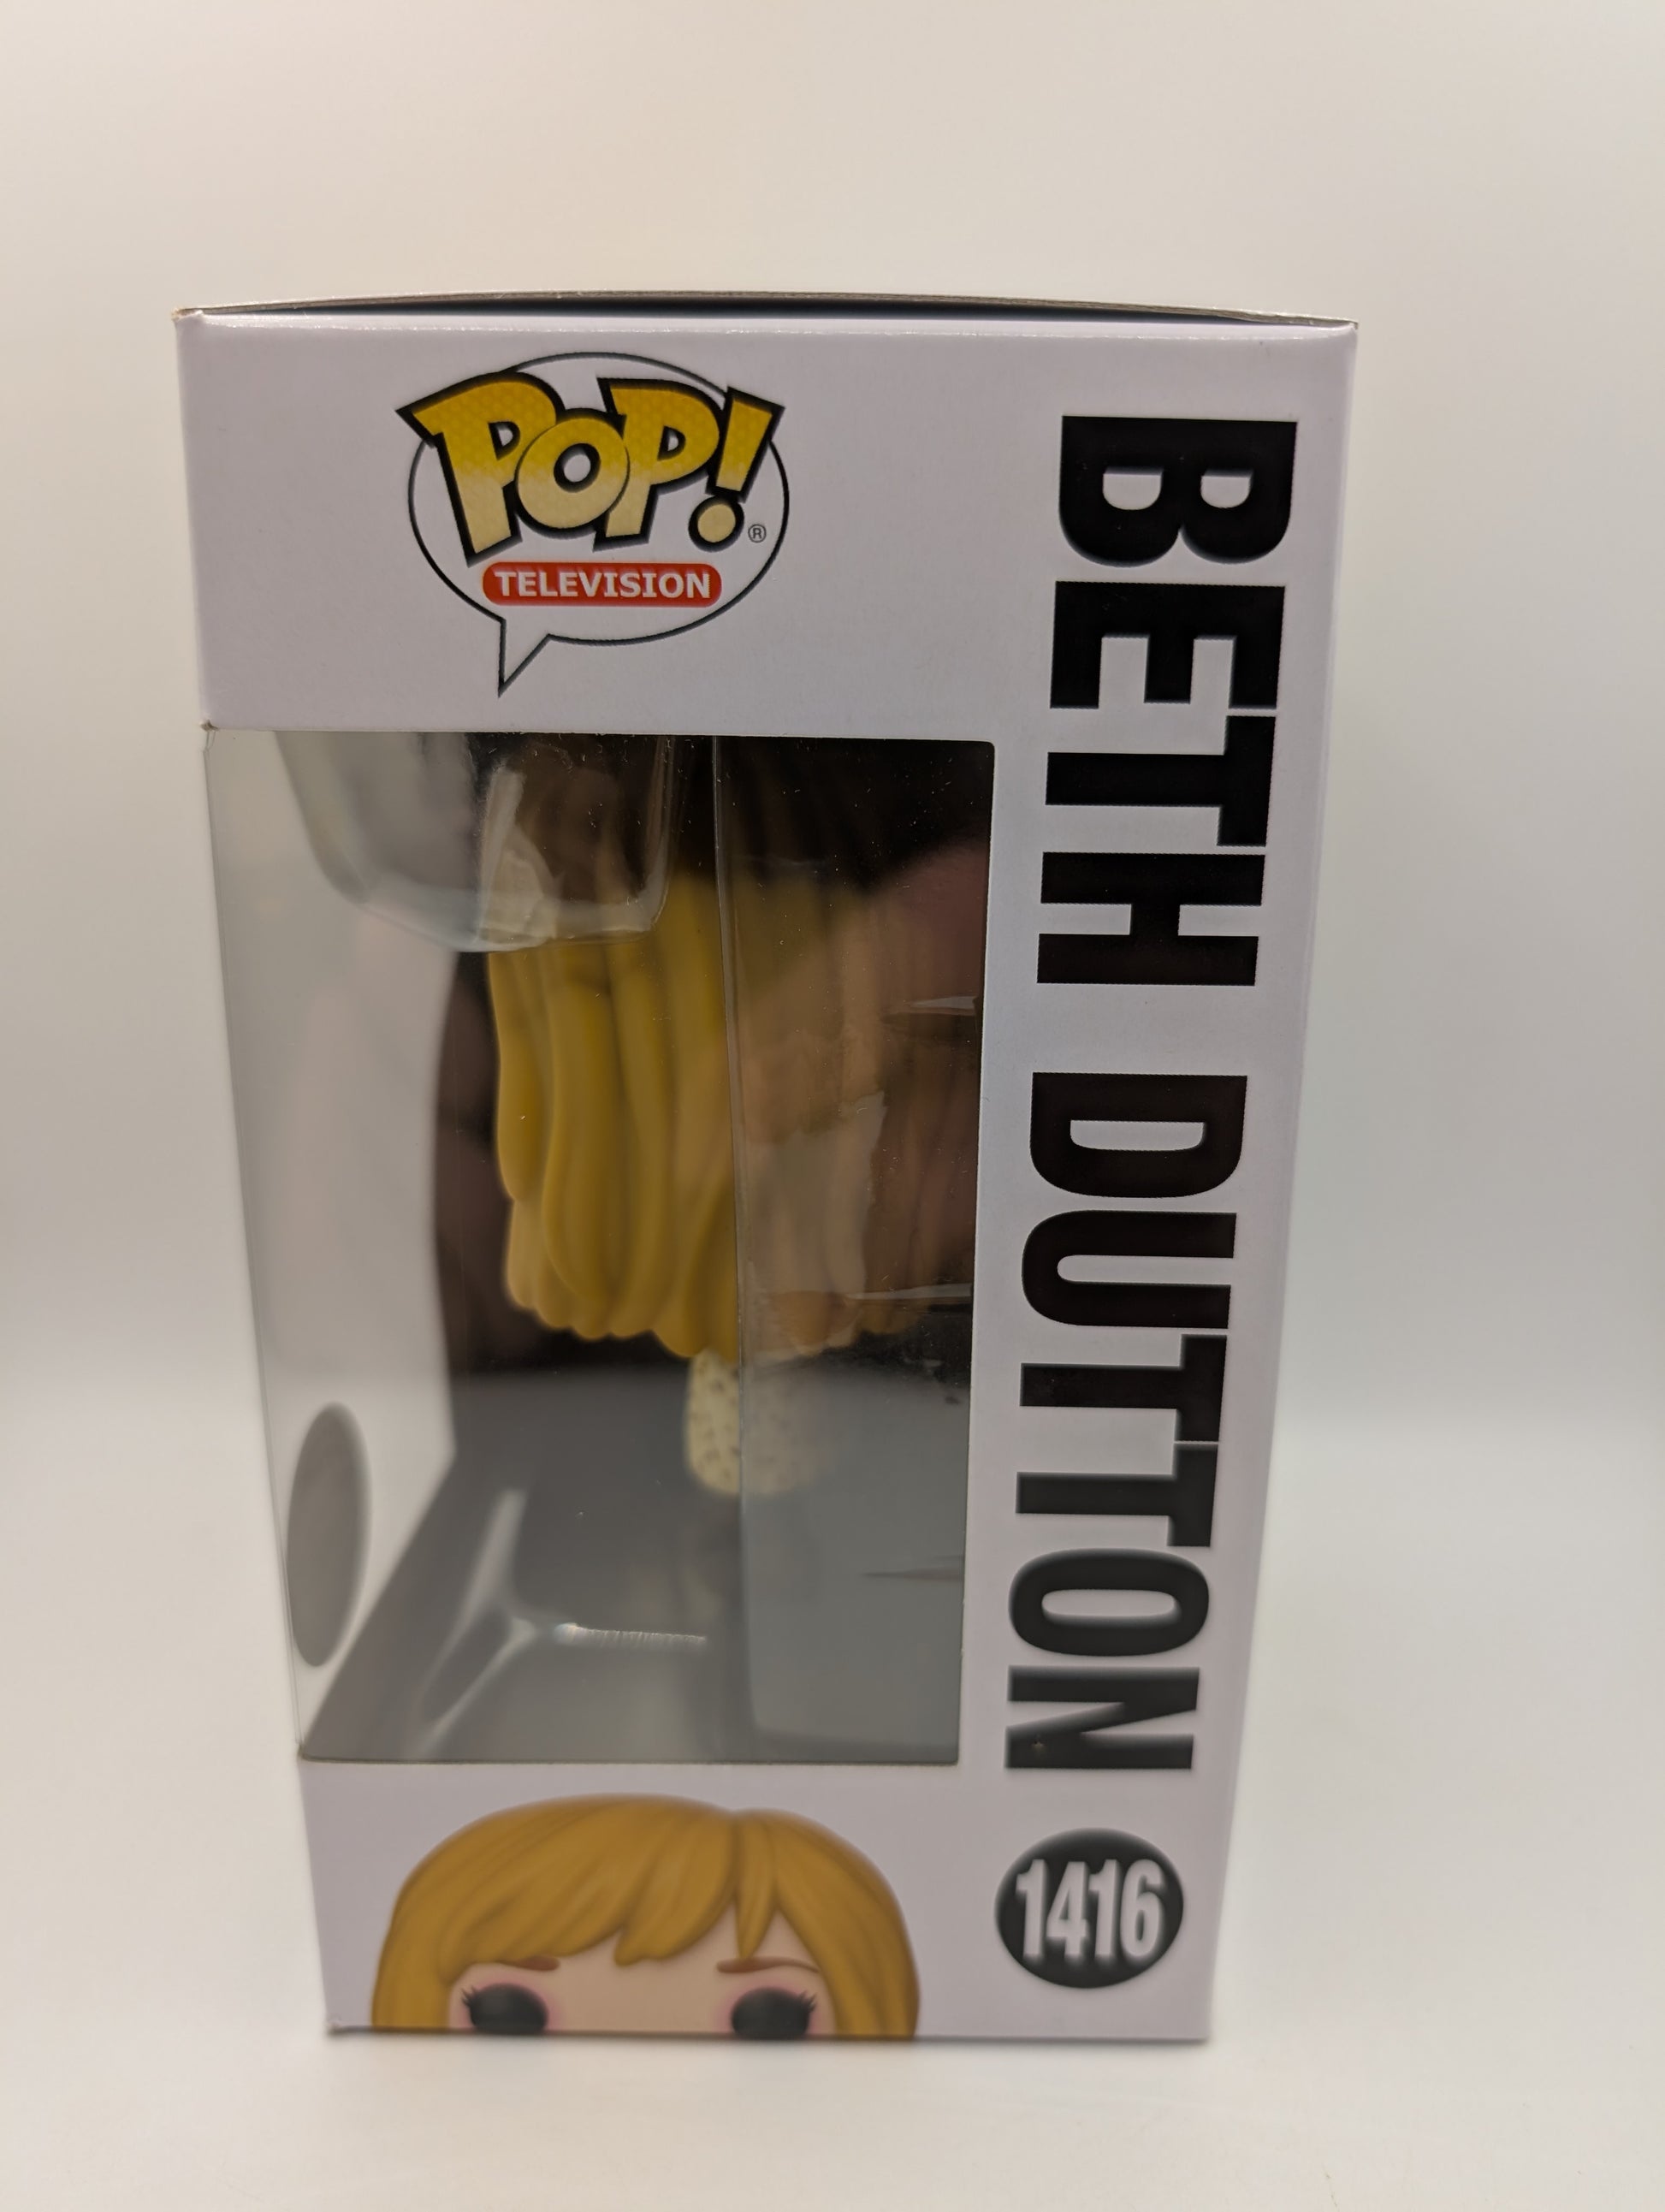 POP!®
TELEVISION
BETH DUTTON
1416